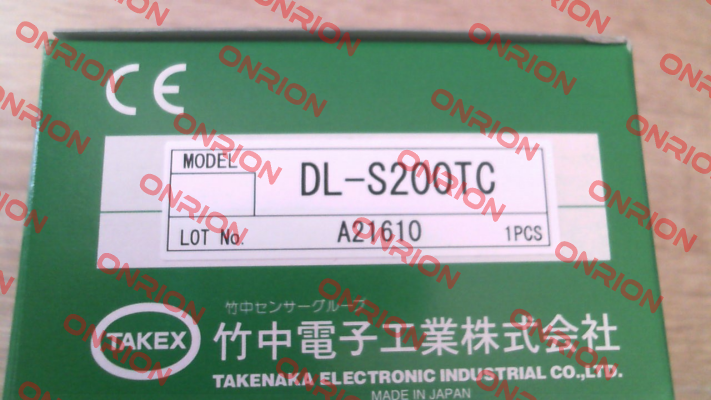 CE
MODEL DL-S200TC
LOT No. A21610 1PCS
竹中センサーグループ
TAKEX 竹中電子工業株式会社
TAKENAKA ELECTRONIC INDUSTRIAL CO.,LTD.
MADE IN JAPAN
ONRION